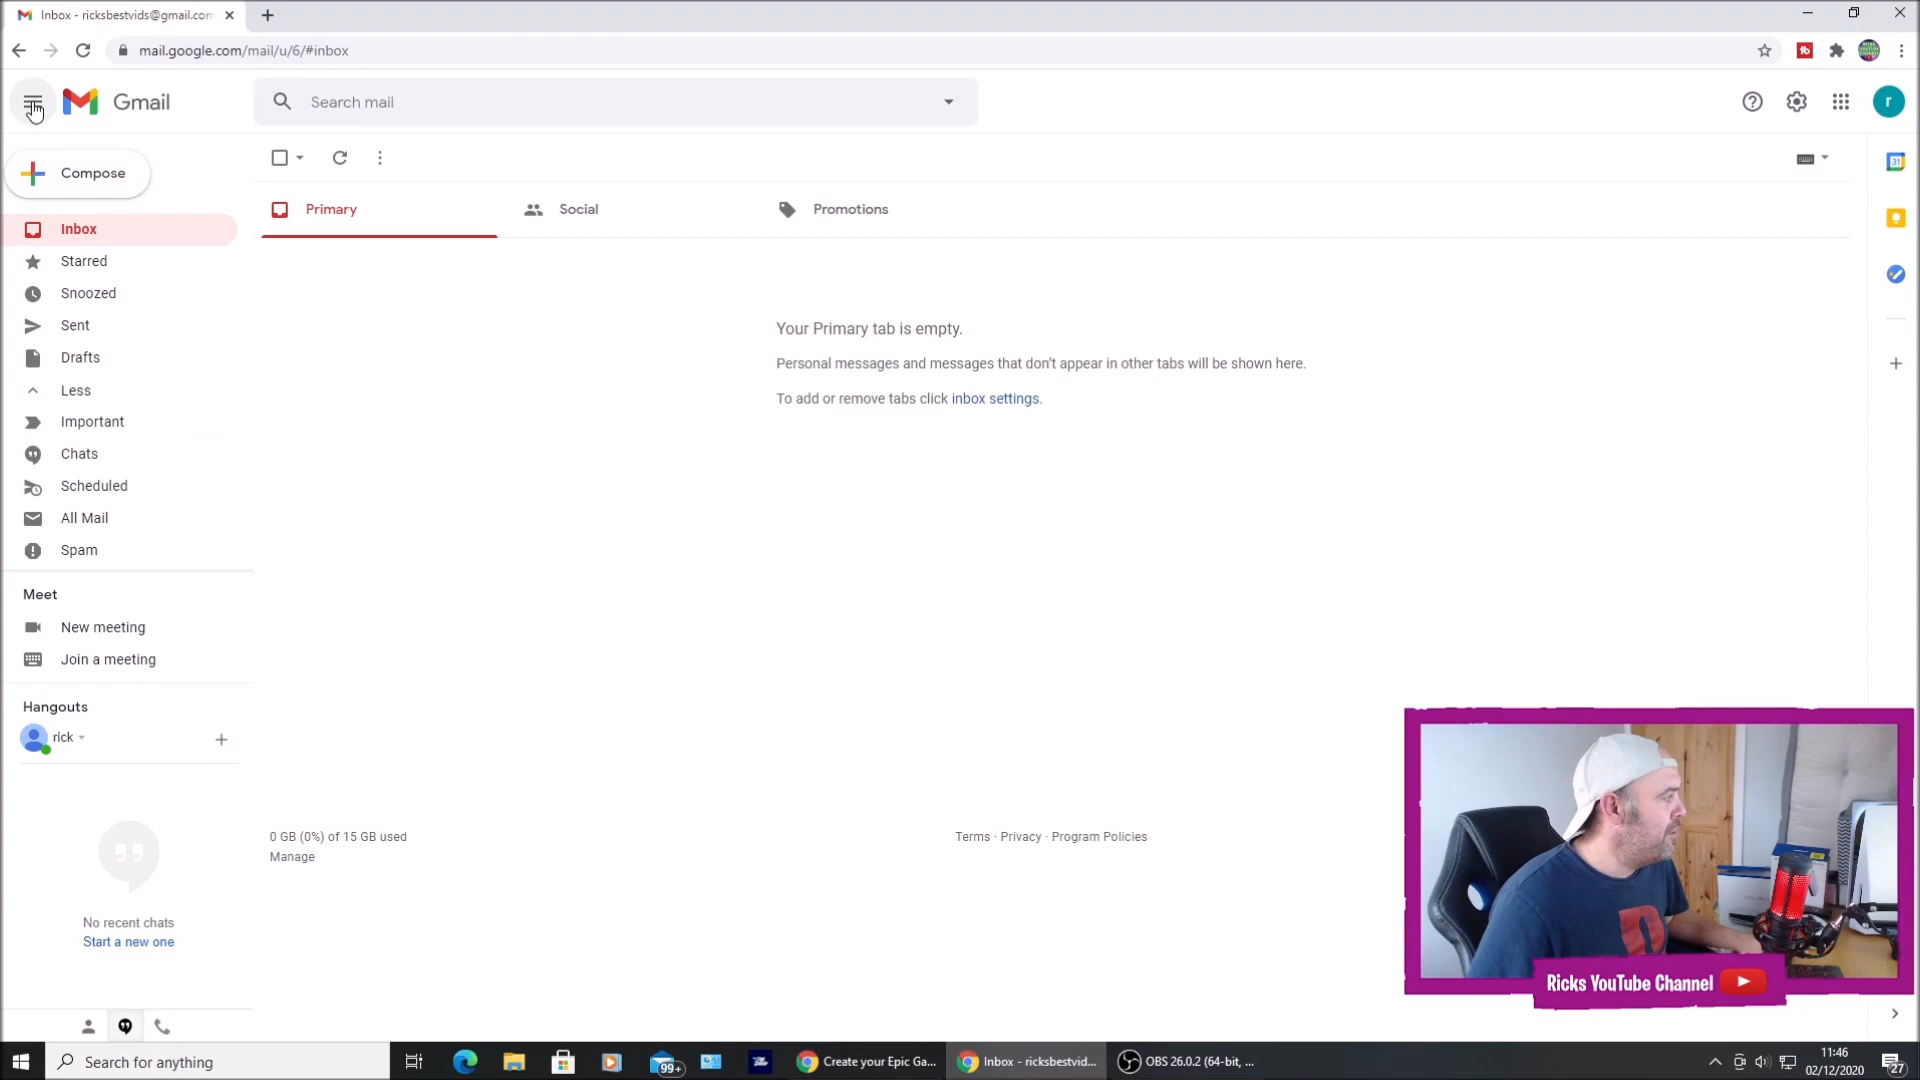 Inbox - ricksbestvids@gmail.com
mail.google.com/mail/u/6/#inbox
Gmail
Search mail
r
Compose
Inbox
Starred
Snoozed
Sent
Drafts
Less
Important
Chats
Scheduled
All Mail
Spam
Meet
New meeting
Join a meeting
Hangouts
rick
No recent chats
Start a new one
Primary
Social
Promotions
31
Your Primary tab is empty.
Personal messages and messages that don't appear in other tabs will be shown here.
To add or remove tabs click inbox settings.
0 GB (0%) of 15 GB used
Manage
Terms · Privacy · Program Policies
Ricks YouTube Channel
Search for anything
99+
Create your Epic Ga...
Inbox - ricksbestvid...
OBS 26.0.2 (64-bit, ...
11:46
02/12/2020
27